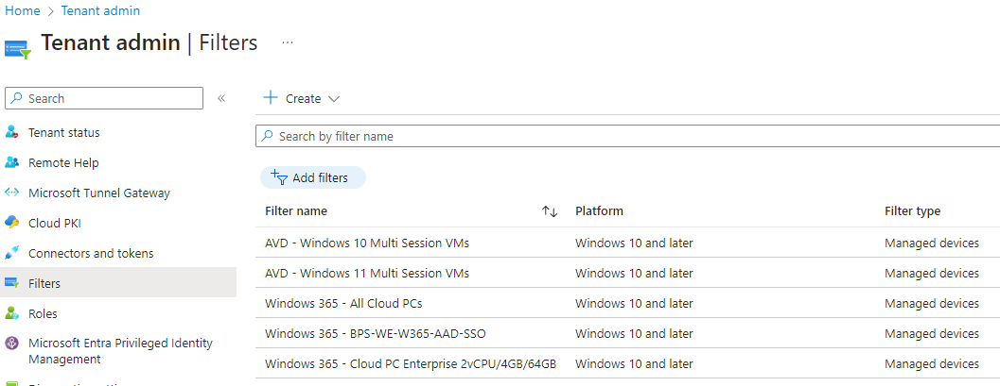 Home > Tenant admin
Tenant admin | Filters ...
Search «
Tenant status
Remote Help
Microsoft Tunnel Gateway
Cloud PKI
Connectors and tokens
Filters
Roles
Microsoft Entra Privileged Identity
Management
+ Create
Search by filter name
Add filters
Filter name ↑↓ Platform Filter type
AVD - Windows 10 Multi Session VMs Windows 10 and later Managed devices
AVD - Windows 11 Multi Session VMs Windows 10 and later Managed devices
Windows 365 - All Cloud PCs Windows 10 and later Managed devices
Windows 365 - BPS-WE-W365-AAD-SSO Windows 10 and later Managed devices
Windows 365 - Cloud PC Enterprise 2vCPU/4GB/64GB Windows 10 and later Managed devices